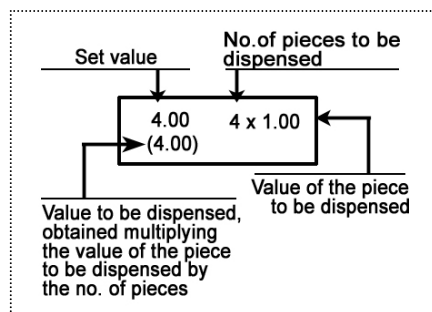 No.of pieces to be
dispensed
Set value
4.00
4 x 1.00
(4.00)
Value of the piece
to be dispensed
Value to be dispensed,
obtained multiplying
the value of the piece
to be dispensed by
the no. of pieces